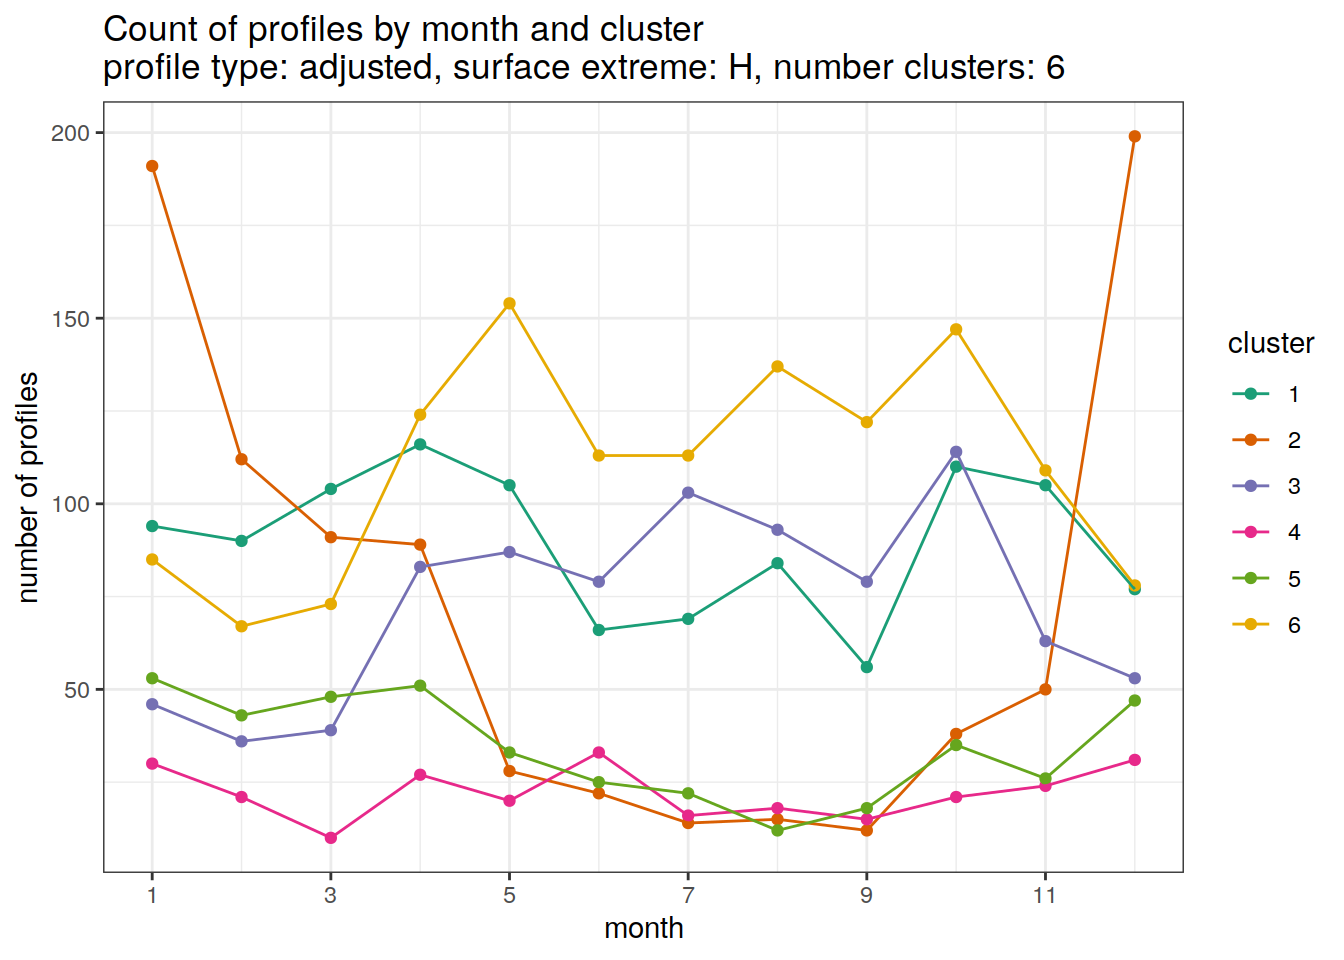 Count of profiles by month and cluster
profile type: adjusted, surface extreme: H, number clusters: 6
200
150
100
50
number of profiles
1 3 5 7 9 11
month
cluster
1
2
3
4
5
6